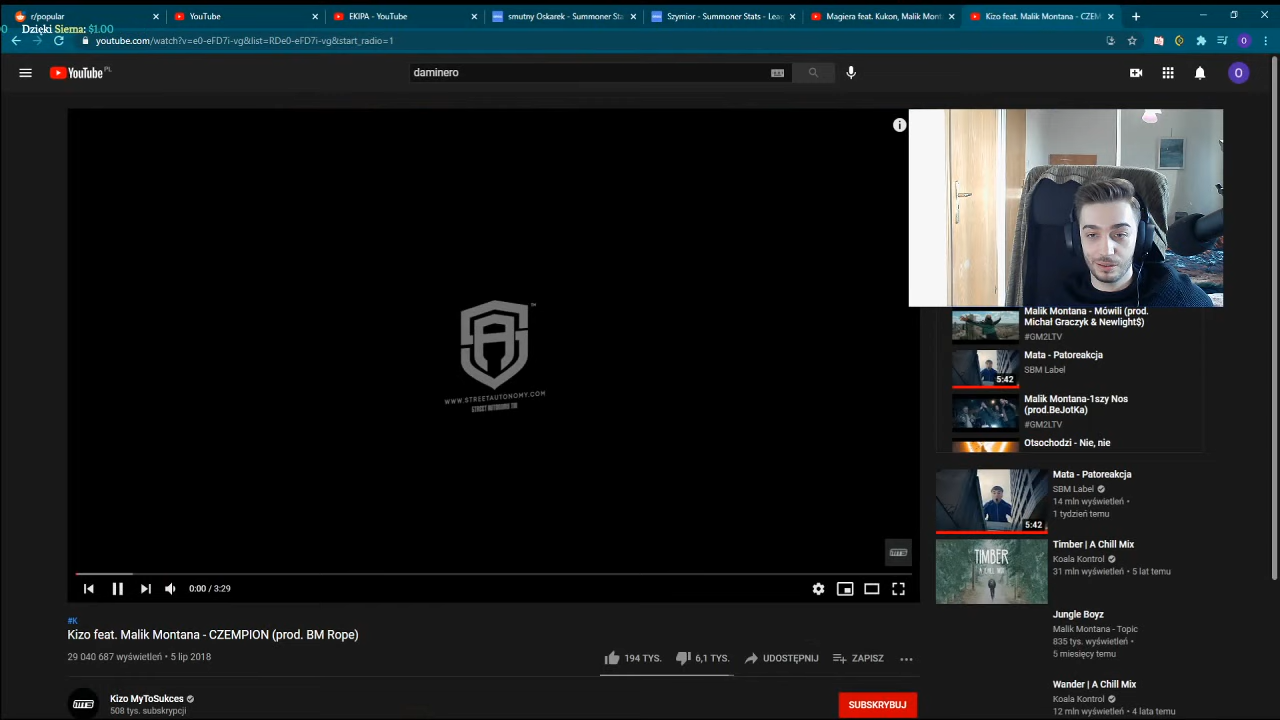 r/popular
YouTube
EKIPA - YouTube
smutny Oskarek - Summoner Sta
Szymior - Summoner Stats - Lea
Magiera feat. Kukon, Malik Mont
Kizo feat. Malik Montana - CZEM
Dzięki Siema: $1.00
youtube.com/watch?v=e0-eFD7i-vg&list=RDe0-eFD7i-vg&start_radio=1
YouTube PL
daminero
WWW.STREETAUTONOMY.COM
Malik Montana - Mówili (prod.
Michał Graczyk & Newlight$)
#GM2LTV
Mata - Patoreakcja
SBM Label
5:42
Malik Montana-1szy Nos
(prod.BeJotKa)
#GM2LTV
Otsochodzi - Nie, nie
Mata - Patoreakcja
SBM Label
14 mln wyświetleń •
1 tydzień temu
5:42
TIMBER
A CHILL MIX
Timber | A Chill Mix
Koala Kontrol
31 mln wyświetleń • 5 lat temu
Jungle Boyz
Malik Montana - Topic
835 tys. wyświetleń •
5 miesięcy temu
Wander | A Chill Mix
Koala Kontrol
12 mln wyświetleń • 4 lata temu
0:00 / 3:29
#K
Kizo feat. Malik Montana - CZEMPION (prod. BM Rope)
29 040 687 wyświetleń • 5 lip 2018
194 TYS.
6,1 TYS.
UDOSTĘPNIJ
ZAPISZ
MTS
Kizo MyToSukces
508 tys. subskrypcji
SUBSKRYBUJ